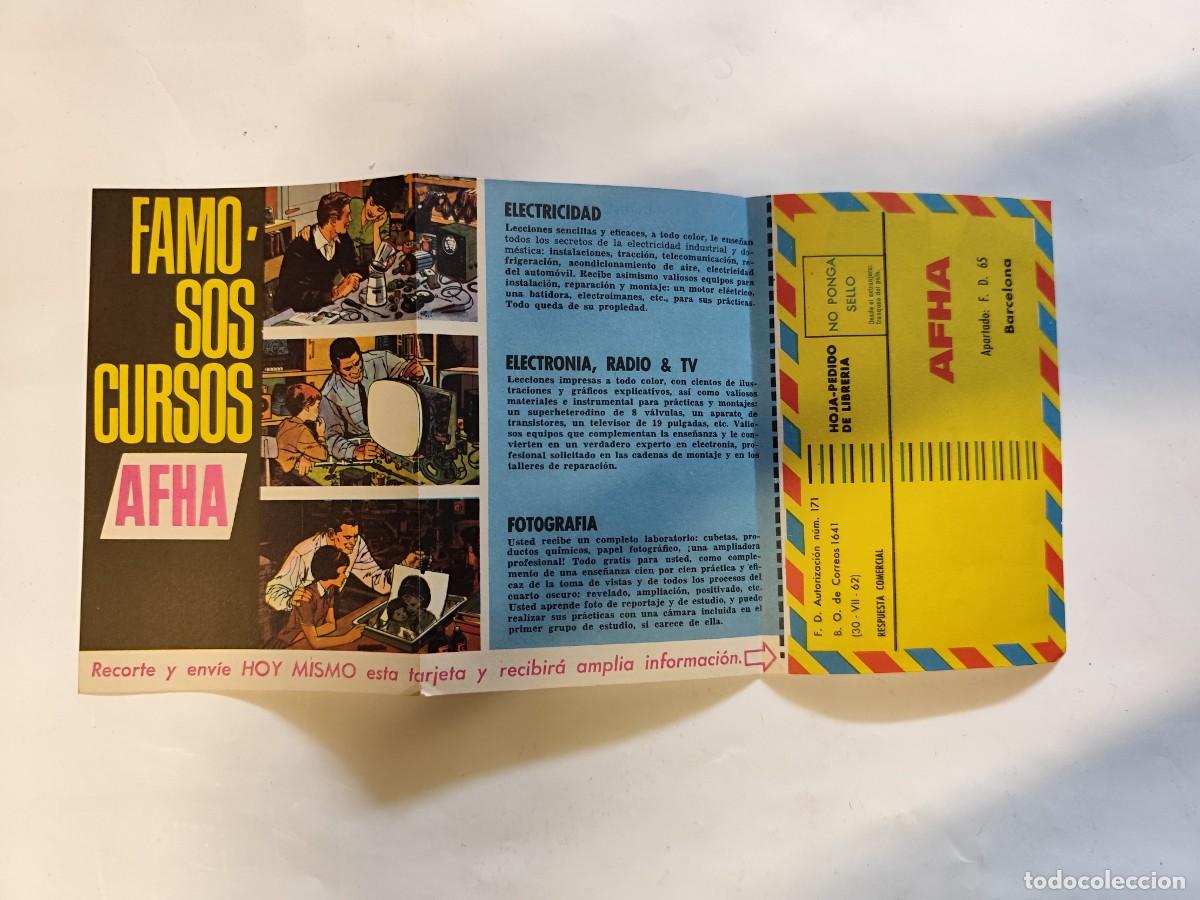 FAMO-
SOS
CURSOS
AFHA
ELECTRICIDAD
Lecciones sencillas y eficaces, a todo color, le enseñan
todos los secretos de la electricidad industrial y do-
méstica: instalaciones, tracción, telecomunicación, re-
frigeración, acondicionamiento de aire, electricidad
del automóvil. Recibe asimismo valiosos equipos para
instalación, reparación y montaje: un motor eléctrico,
una batidora, electroimanes, etc., para sus prácticas.
Todo queda de su propiedad.
ELECTRONIA, RADIO & TV
Lecciones impresas a todo color, con cientos de ilus-
traciones y gráficos explicativos, así como valiosos
materiales e instrumental para prácticas y montajes:
un superheterodino de 8 válvulas, un aparato de
transistores, un televisor de 19 pulgadas, etc. Valio-
sos equipos que complementan la enseñanza y le con-
vierten en un verdadero experto en electronia, pro-
fesional solicitado en las cadenas de montaje y en los
talleres de reparación.
FOTOGRAFIA
Usted recibe un completo laboratorio: cubetas, pro-
ductos químicos, papel fotográfico, ¡una ampliadora
profesional! Todo gratis para usted, como comple-
mento de una enseñanza cien por cien práctica y efi-
caz de la toma de vistas y de todos los procesos del
cuarto oscuro: revelado, ampliación, positivado, etc.
Usted aprende foto de reportaje y de estudio, y puede
realizar sus prácticas con una cámara incluida en el
primer grupo de estudio, si carece de ella.
Recorte y envíe HOY MISMO esta tarjeta y recibirá amplia información.
F. D. Autorización núm. 171
B. O. de Correos 1641
(30 - VII - 62)
RESPUESTA COMERCIAL
HOJA-PEDIDO
DE LIBRERIA
NO PONGA
SELLO
Desde el extranjero:
franqueo del país.
AFHA
Apartado: F. D. 65
Barcelona
todocoleccion